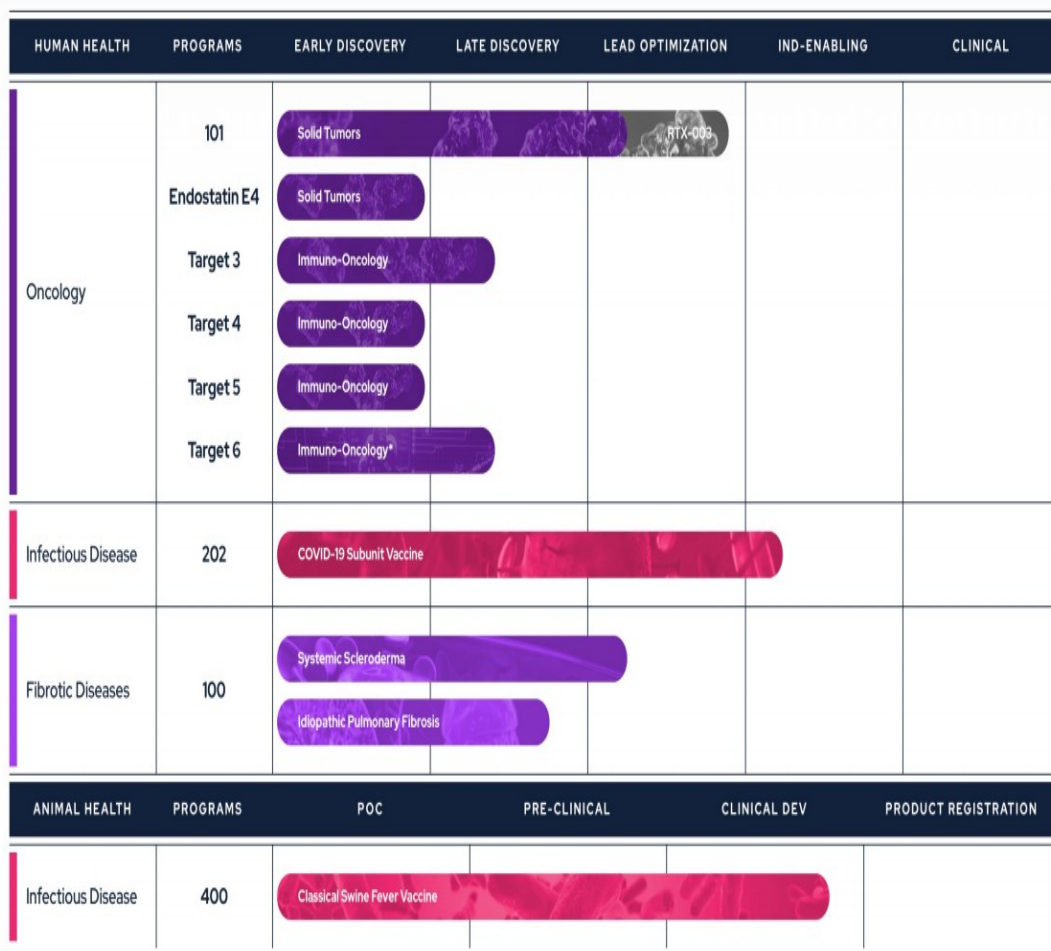 HUMAN HEALTH PROGRAMS EARLY DISCOVERY LATE DISCOVERY LEAD OPTIMIZATION IND-ENABLING CLINICAL
Oncology
101 Solid Tumors RTX-003
Endostatin E4 Solid Tumors
Target 3 Immuno-Oncology
Target 4 Immuno-Oncology
Target 5 Immuno-Oncology
Target 6 Immuno-Oncology*
Infectious Disease 202 COVID-19 Subunit Vaccine
Fibrotic Diseases 100
Systemic Scleroderma
Idiopathic Pulmonary Fibrosis
ANIMAL HEALTH PROGRAMS POC PRE-CLINICAL CLINICAL DEV PRODUCT REGISTRATION
Infectious Disease 400 Classical Swine Fever Vaccine